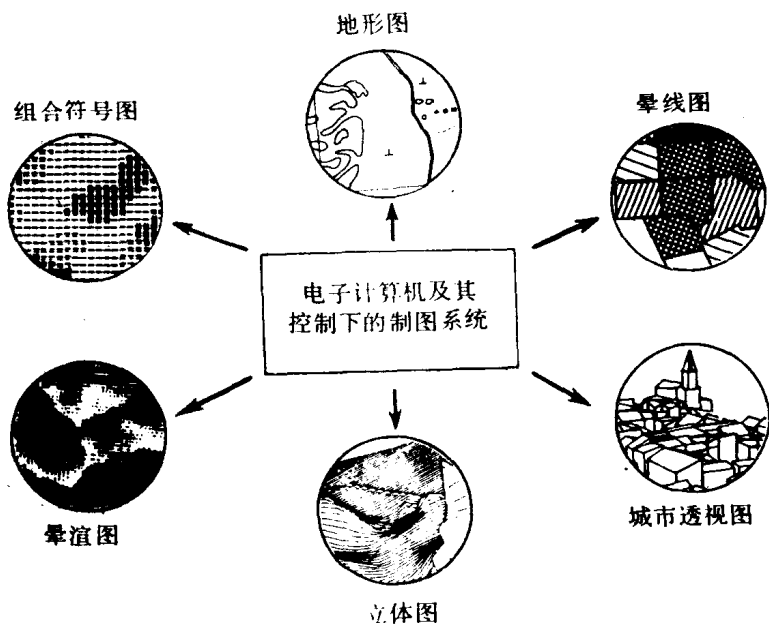 地形图
组合符号图
晕线图
电子计算机及其
控制下的制图系统
晕渲图
城市透视图
立体图